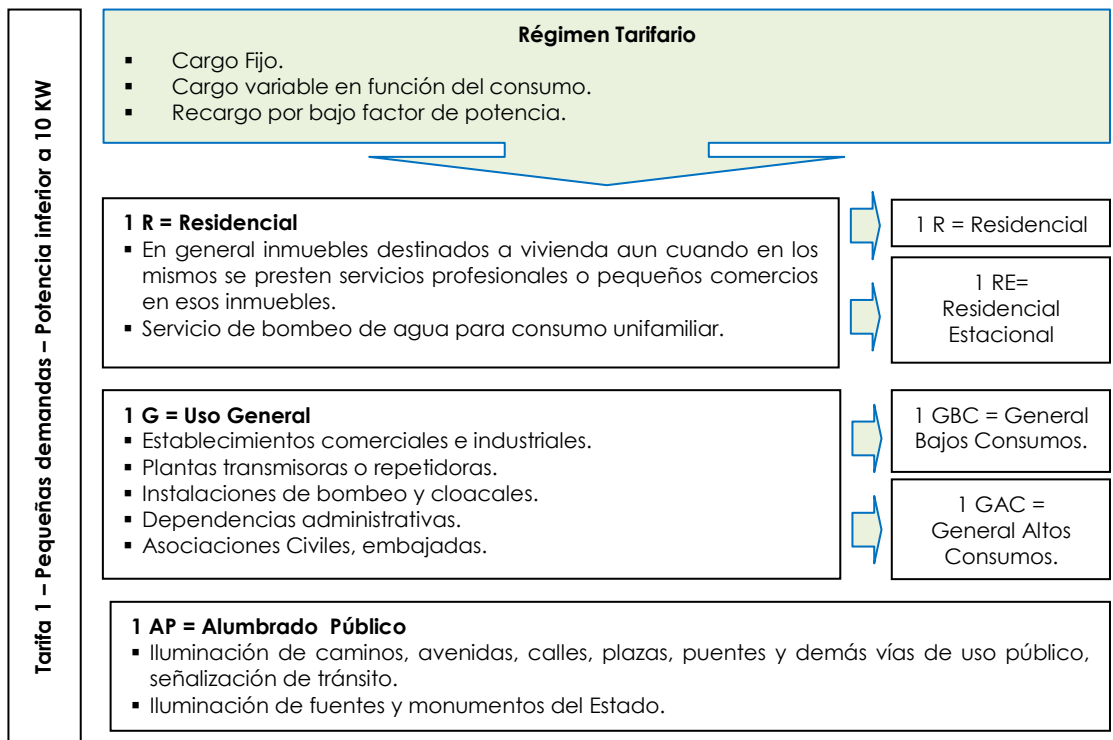 Tarifa 1 – Pequeñas demandas – Potencia inferior a 10 KW
Régimen Tarifario
▪ Cargo Fijo.
▪ Cargo variable en función del consumo.
▪ Recargo por bajo factor de potencia.
1 R = Residencial
▪ En general inmuebles destinados a vivienda aun cuando en los
mismos se presten servicios profesionales o pequeños comercios
en esos inmuebles.
▪ Servicio de bombeo de agua para consumo unifamiliar.
1 R = Residencial
1 RE=
Residencial
Estacional
1 G = Uso General
▪ Establecimientos comerciales e industriales.
▪ Plantas transmisoras o repetidoras.
▪ Instalaciones de bombeo y cloacales.
▪ Dependencias administrativas.
▪ Asociaciones Civiles, embajadas.
1 GBC = General
Bajos Consumos.
1 GAC =
General Altos
Consumos.
1 AP = Alumbrado Público
▪ Iluminación de caminos, avenidas, calles, plazas, puentes y demás vías de uso público,
señalización de tránsito.
▪ Iluminación de fuentes y monumentos del Estado.